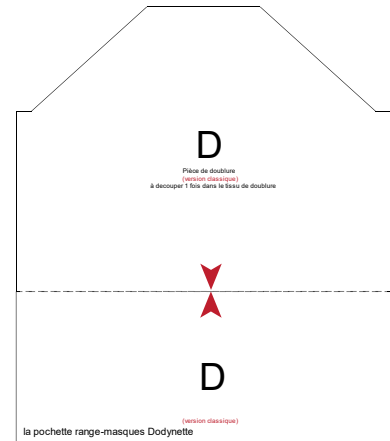 D
Pièce de doublure
(version classique)
à decouper 1 fois dans le tissu de doublure
D
(version classique)
la pochette range-masques Dodynette